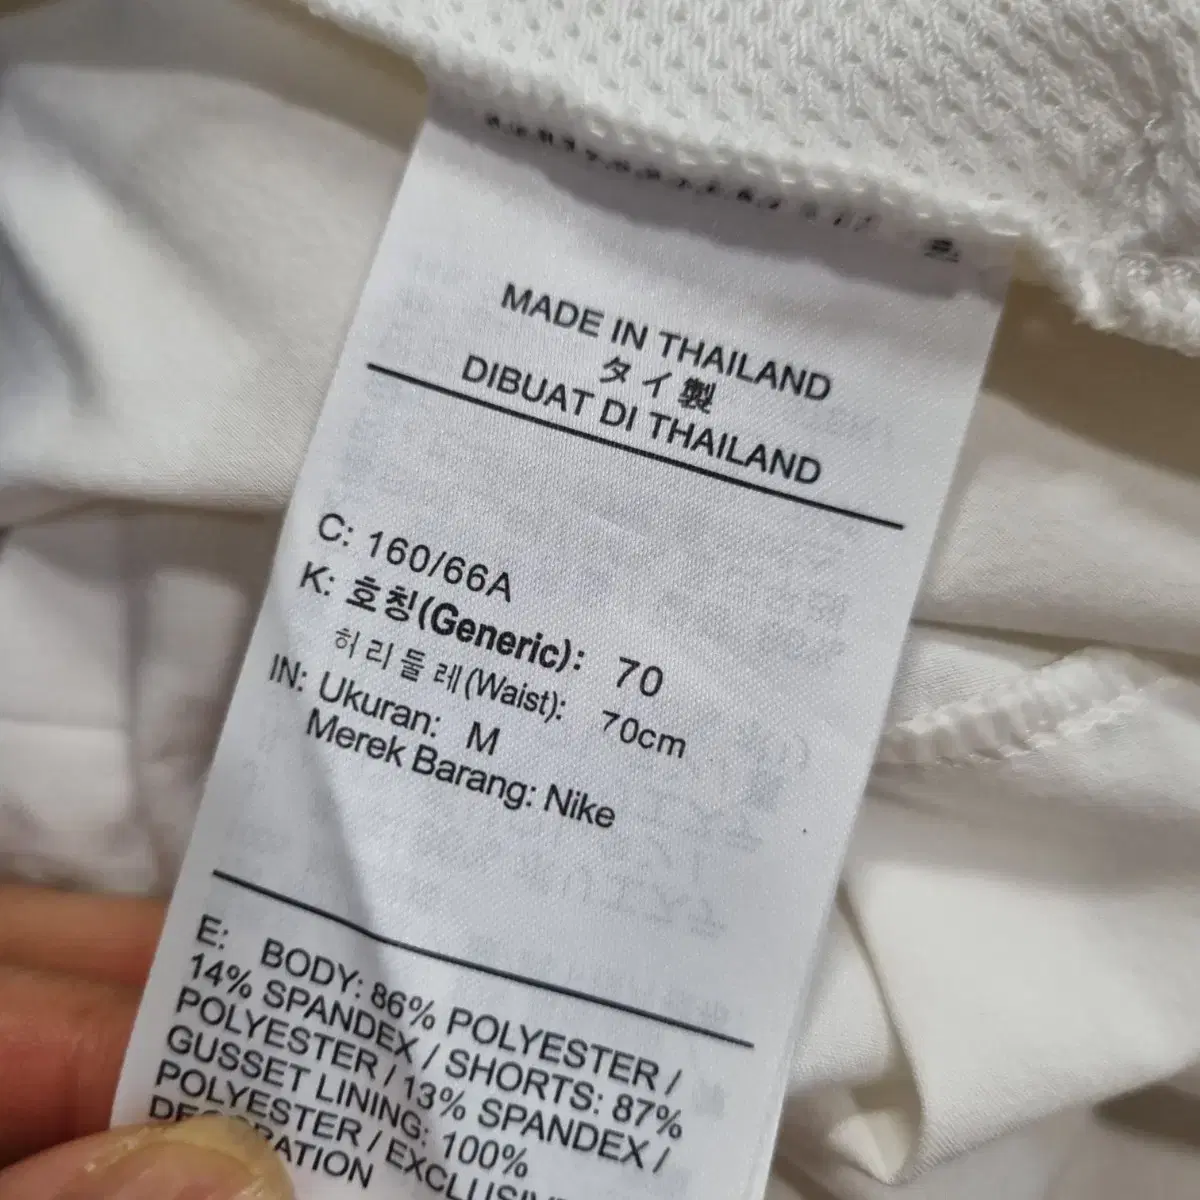 MADE IN THAILAND
タイ製
DIBUAT DI THAILAND
C: 160/66A
K: 호칭(Generic): 70
허리둘레(Waist): 70cm
IN: Ukuran: M
Merek Barang: Nike
E: BODY: 86% POLYESTER /
14% SPANDEX / SHORTS: 87%
POLYESTER / 13% SPANDEX /
GUSSET LINING: 100%
POLYESTER / EXCLUSIVE
DECORATION